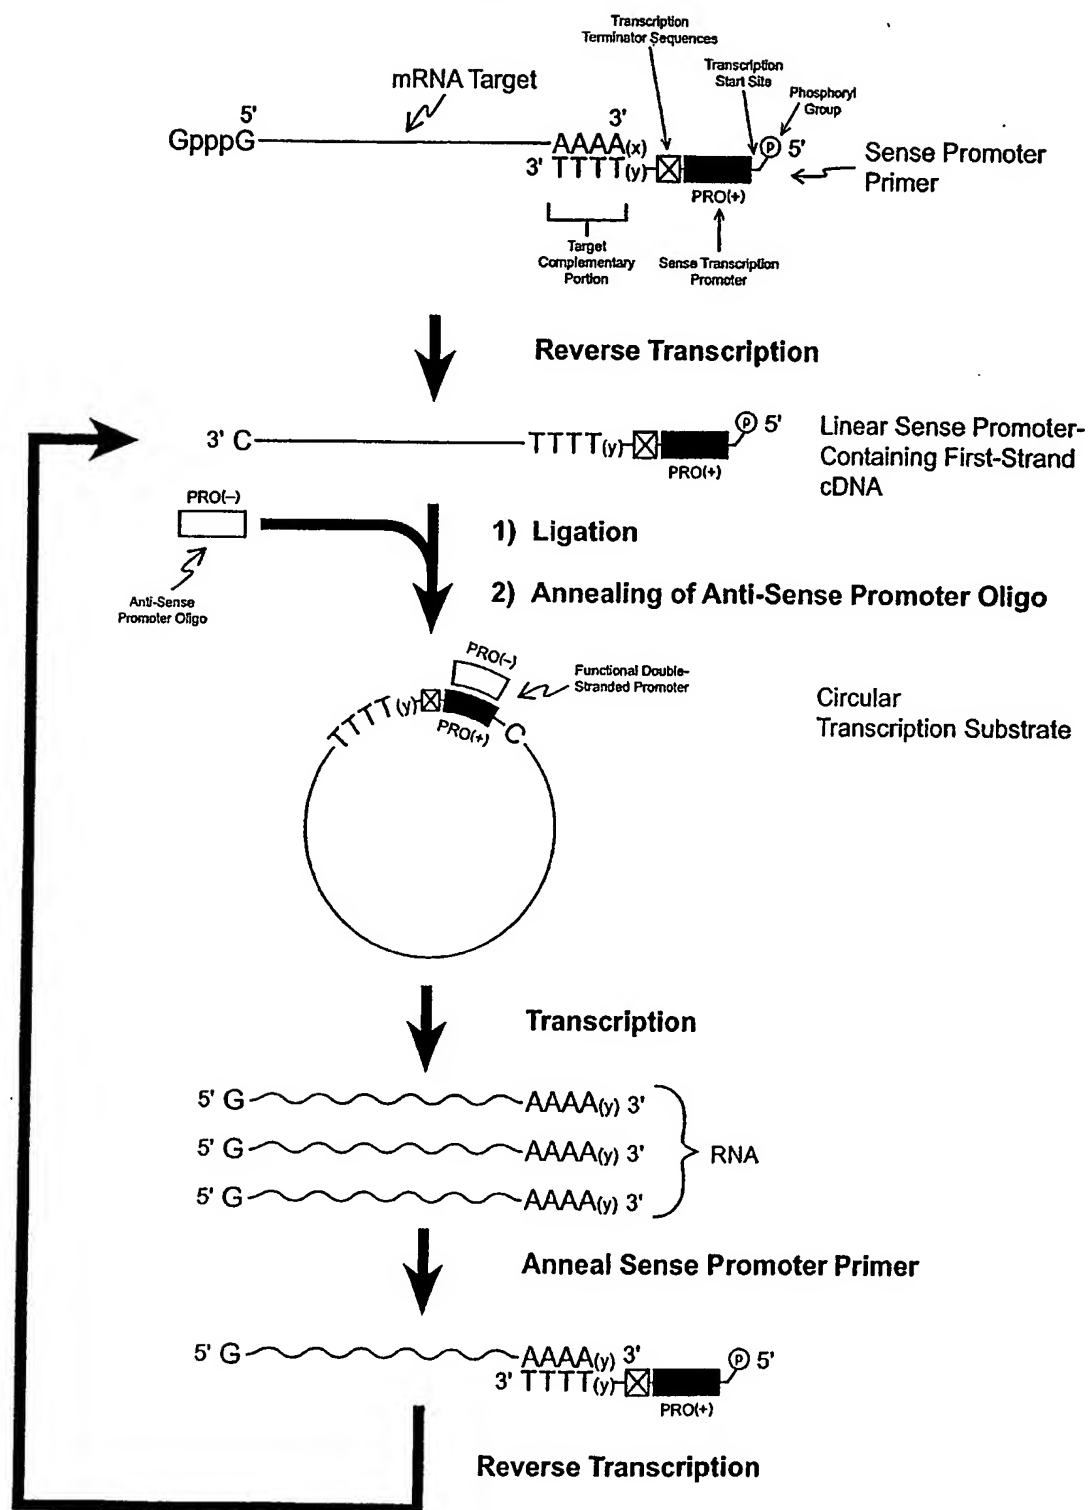 Transcription
Terminator Sequences
Transcription
Start Site
Phosphoryl
Group
mRNA Target
5'
GpppG
3'
AAAA(x)
P 5'
3' TTTT(y)
PRO(+)
Sense Promoter
Primer
Target
Complementary
Portion
Sense Transcription
Promoter
Reverse Transcription
3' C
TTTT(y)
PRO(+)
P 5'
Linear Sense Promoter-
Containing First-Strand
cDNA
PRO(–)
Anti-Sense
Promoter Oligo
1) Ligation
2) Annealing of Anti-Sense Promoter Oligo
PRO(–)
Functional Double-
Stranded Promoter
TTTT(y)
PRO(+)
C
Circular
Transcription Substrate
Transcription
5' G AAAA(y) 3'
5' G AAAA(y) 3'
5' G AAAA(y) 3'
RNA
Anneal Sense Promoter Primer
5' G AAAA(y) 3'
3' TTTT(y)
P 5'
PRO(+)
Reverse Transcription